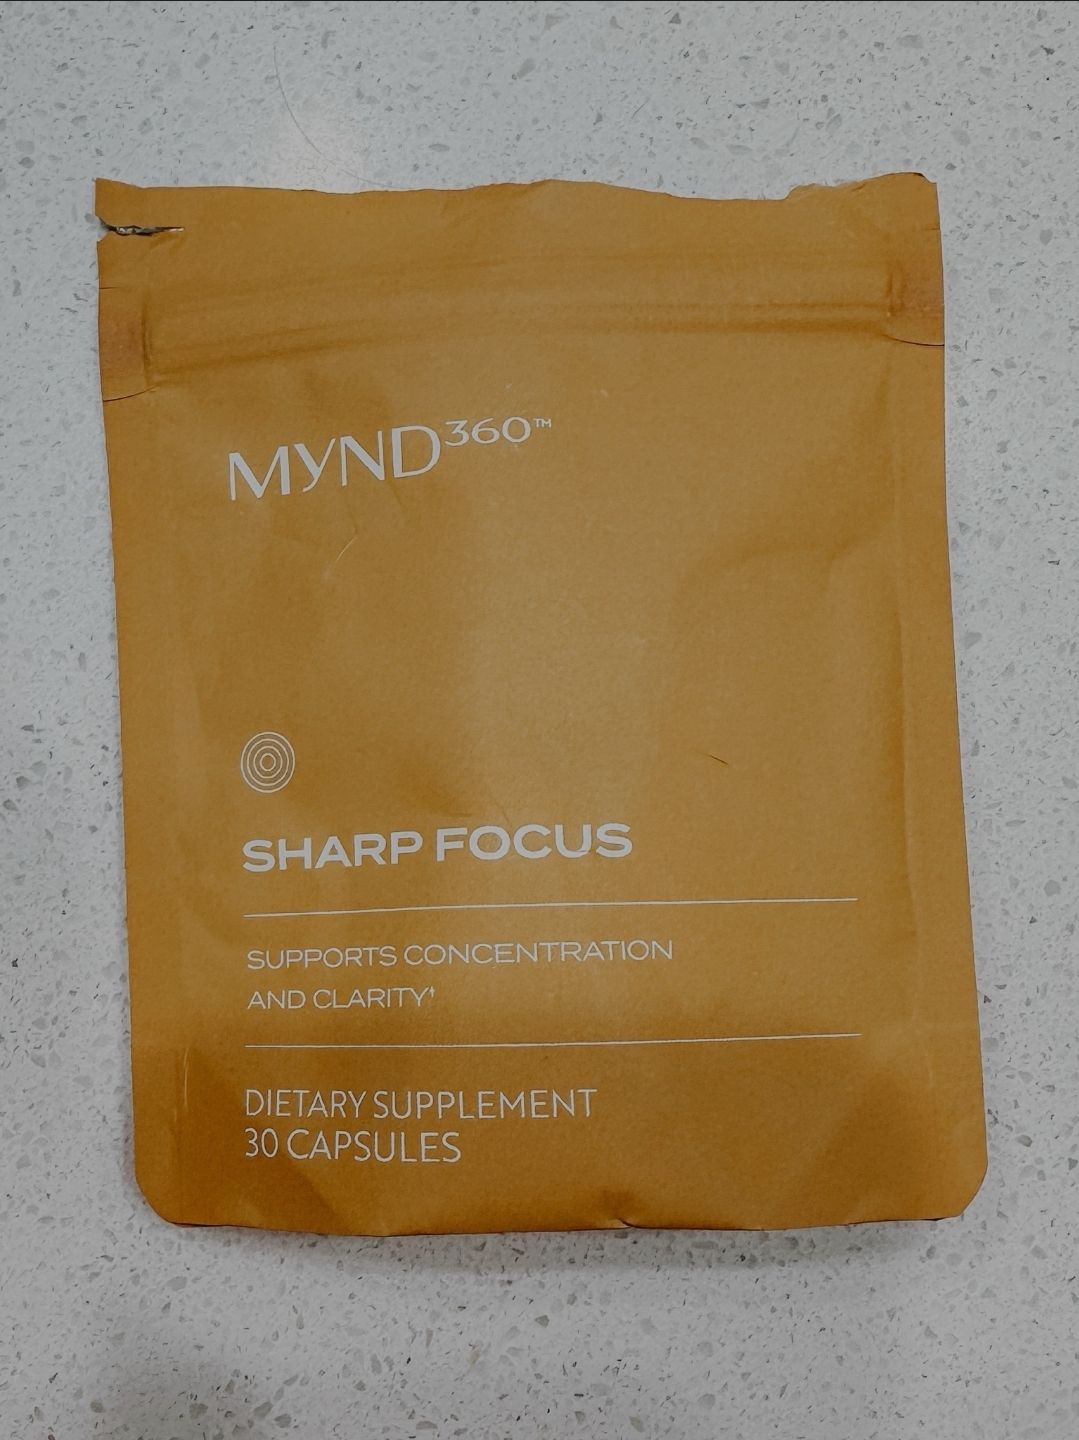 MYND360™
SHARP FOCUS
SUPPORTS CONCENTRATION
AND CLARITY†
DIETARY SUPPLEMENT
30 CAPSULES